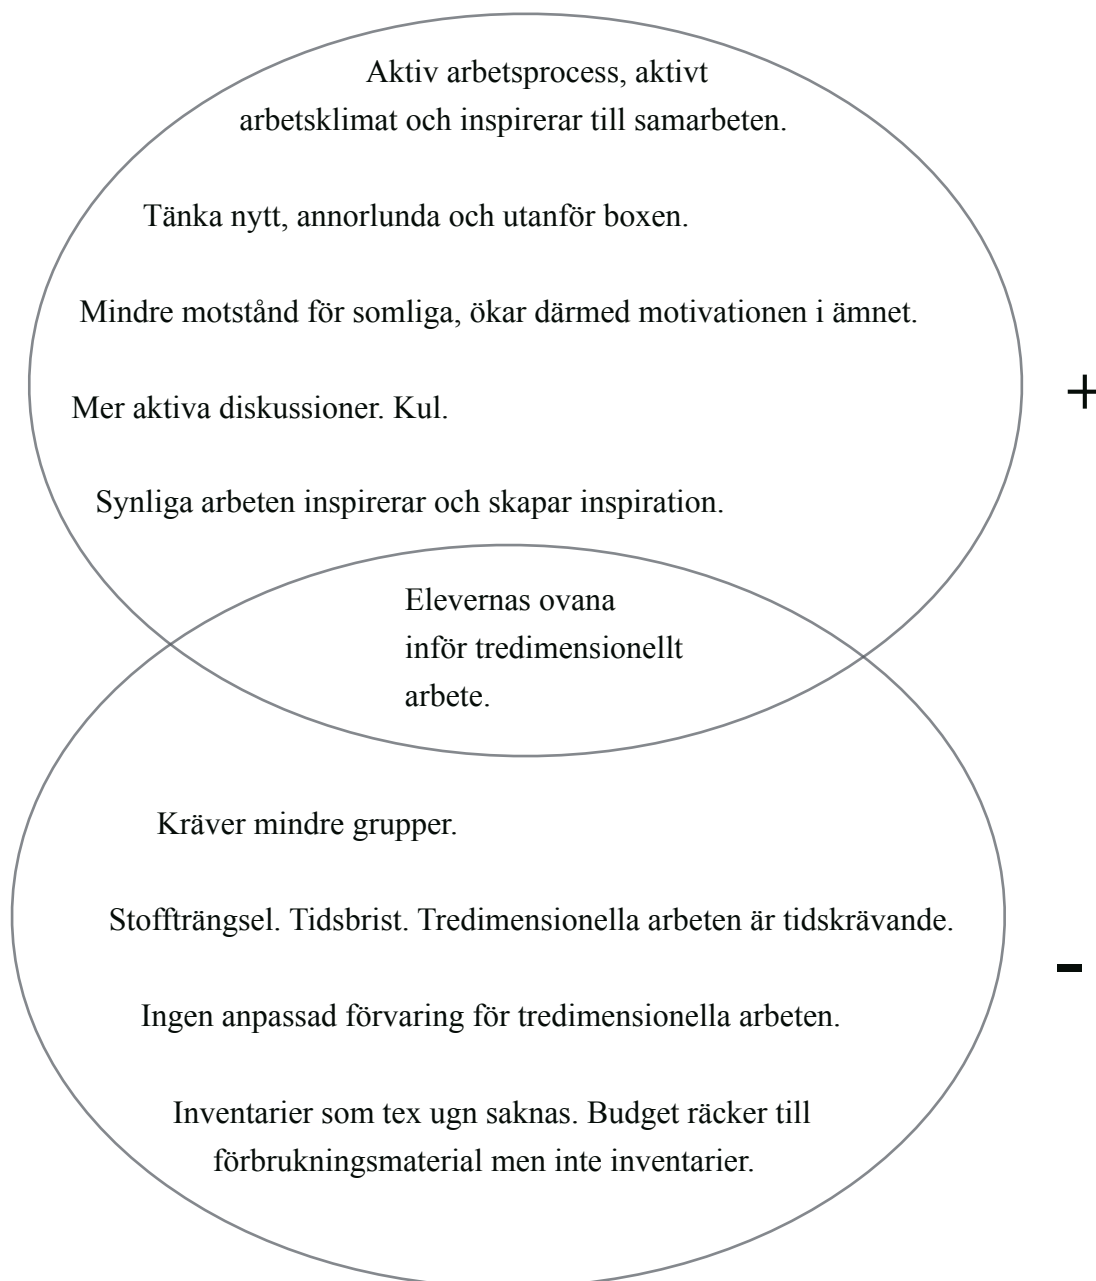 Aktiv arbetsprocess, aktivt
arbetsklimat och inspirerar till samarbeten.
Tänka nytt, annorlunda och utanför boxen.
Mindre motstånd för somliga, ökar därmed motivationen i ämnet.
+
Mer aktiva diskussioner. Kul.
Synliga arbeten inspirerar och skapar inspiration.
Elevernas ovana
inför tredimensionellt
arbete.
Kräver mindre grupper.
Stoffträngsel. Tidsbrist. Tredimensionella arbeten är tidskrävande.
-
Ingen anpassad förvaring för tredimensionella arbeten.
Inventarier som tex ugn saknas. Budget räcker till
förbrukningsmaterial men inte inventarier.